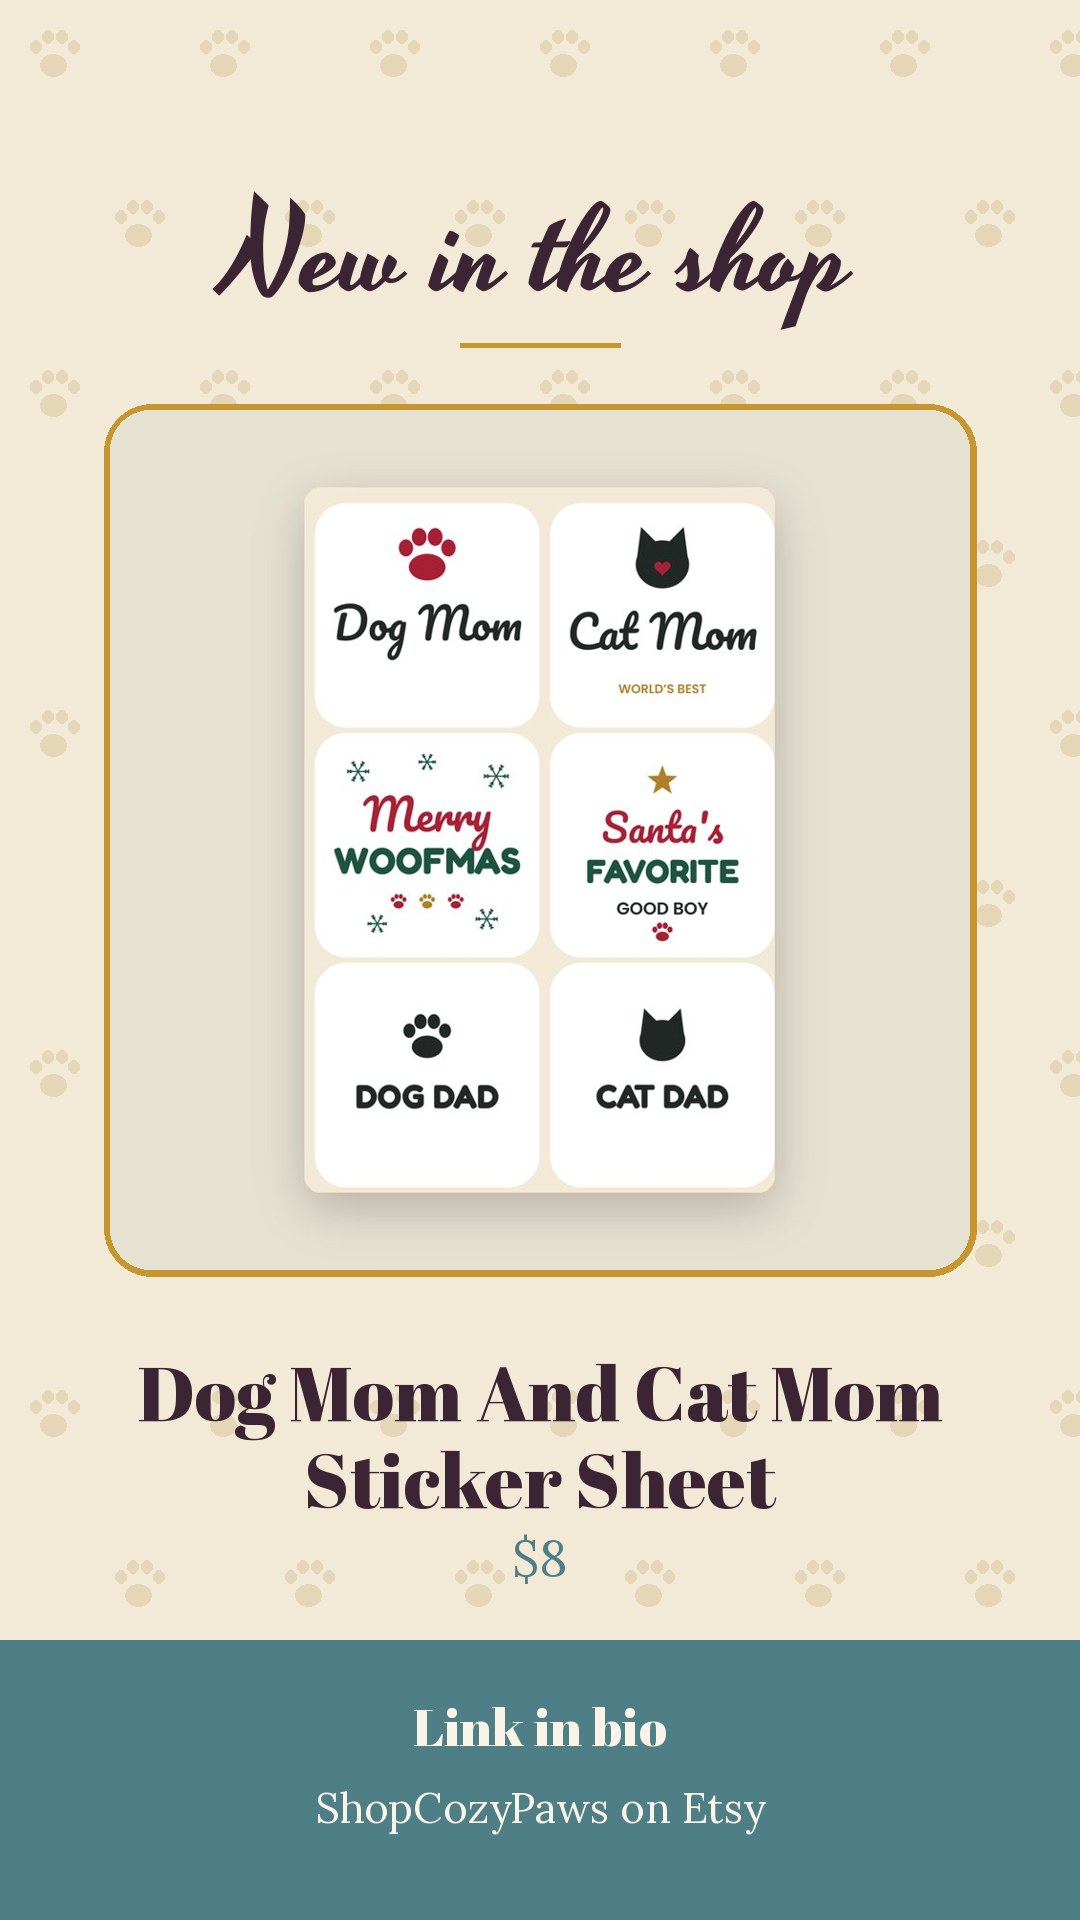 New in the shop
Dog Mom
Cat Mom
WORLD'S BEST
Merry
WOOFMAS
Santa's
FAVORITE
GOOD BOY
DOG DAD
CAT DAD
Dog Mom And Cat Mom
Sticker Sheet
$8
Link in bio
ShopCozyPaws on Etsy